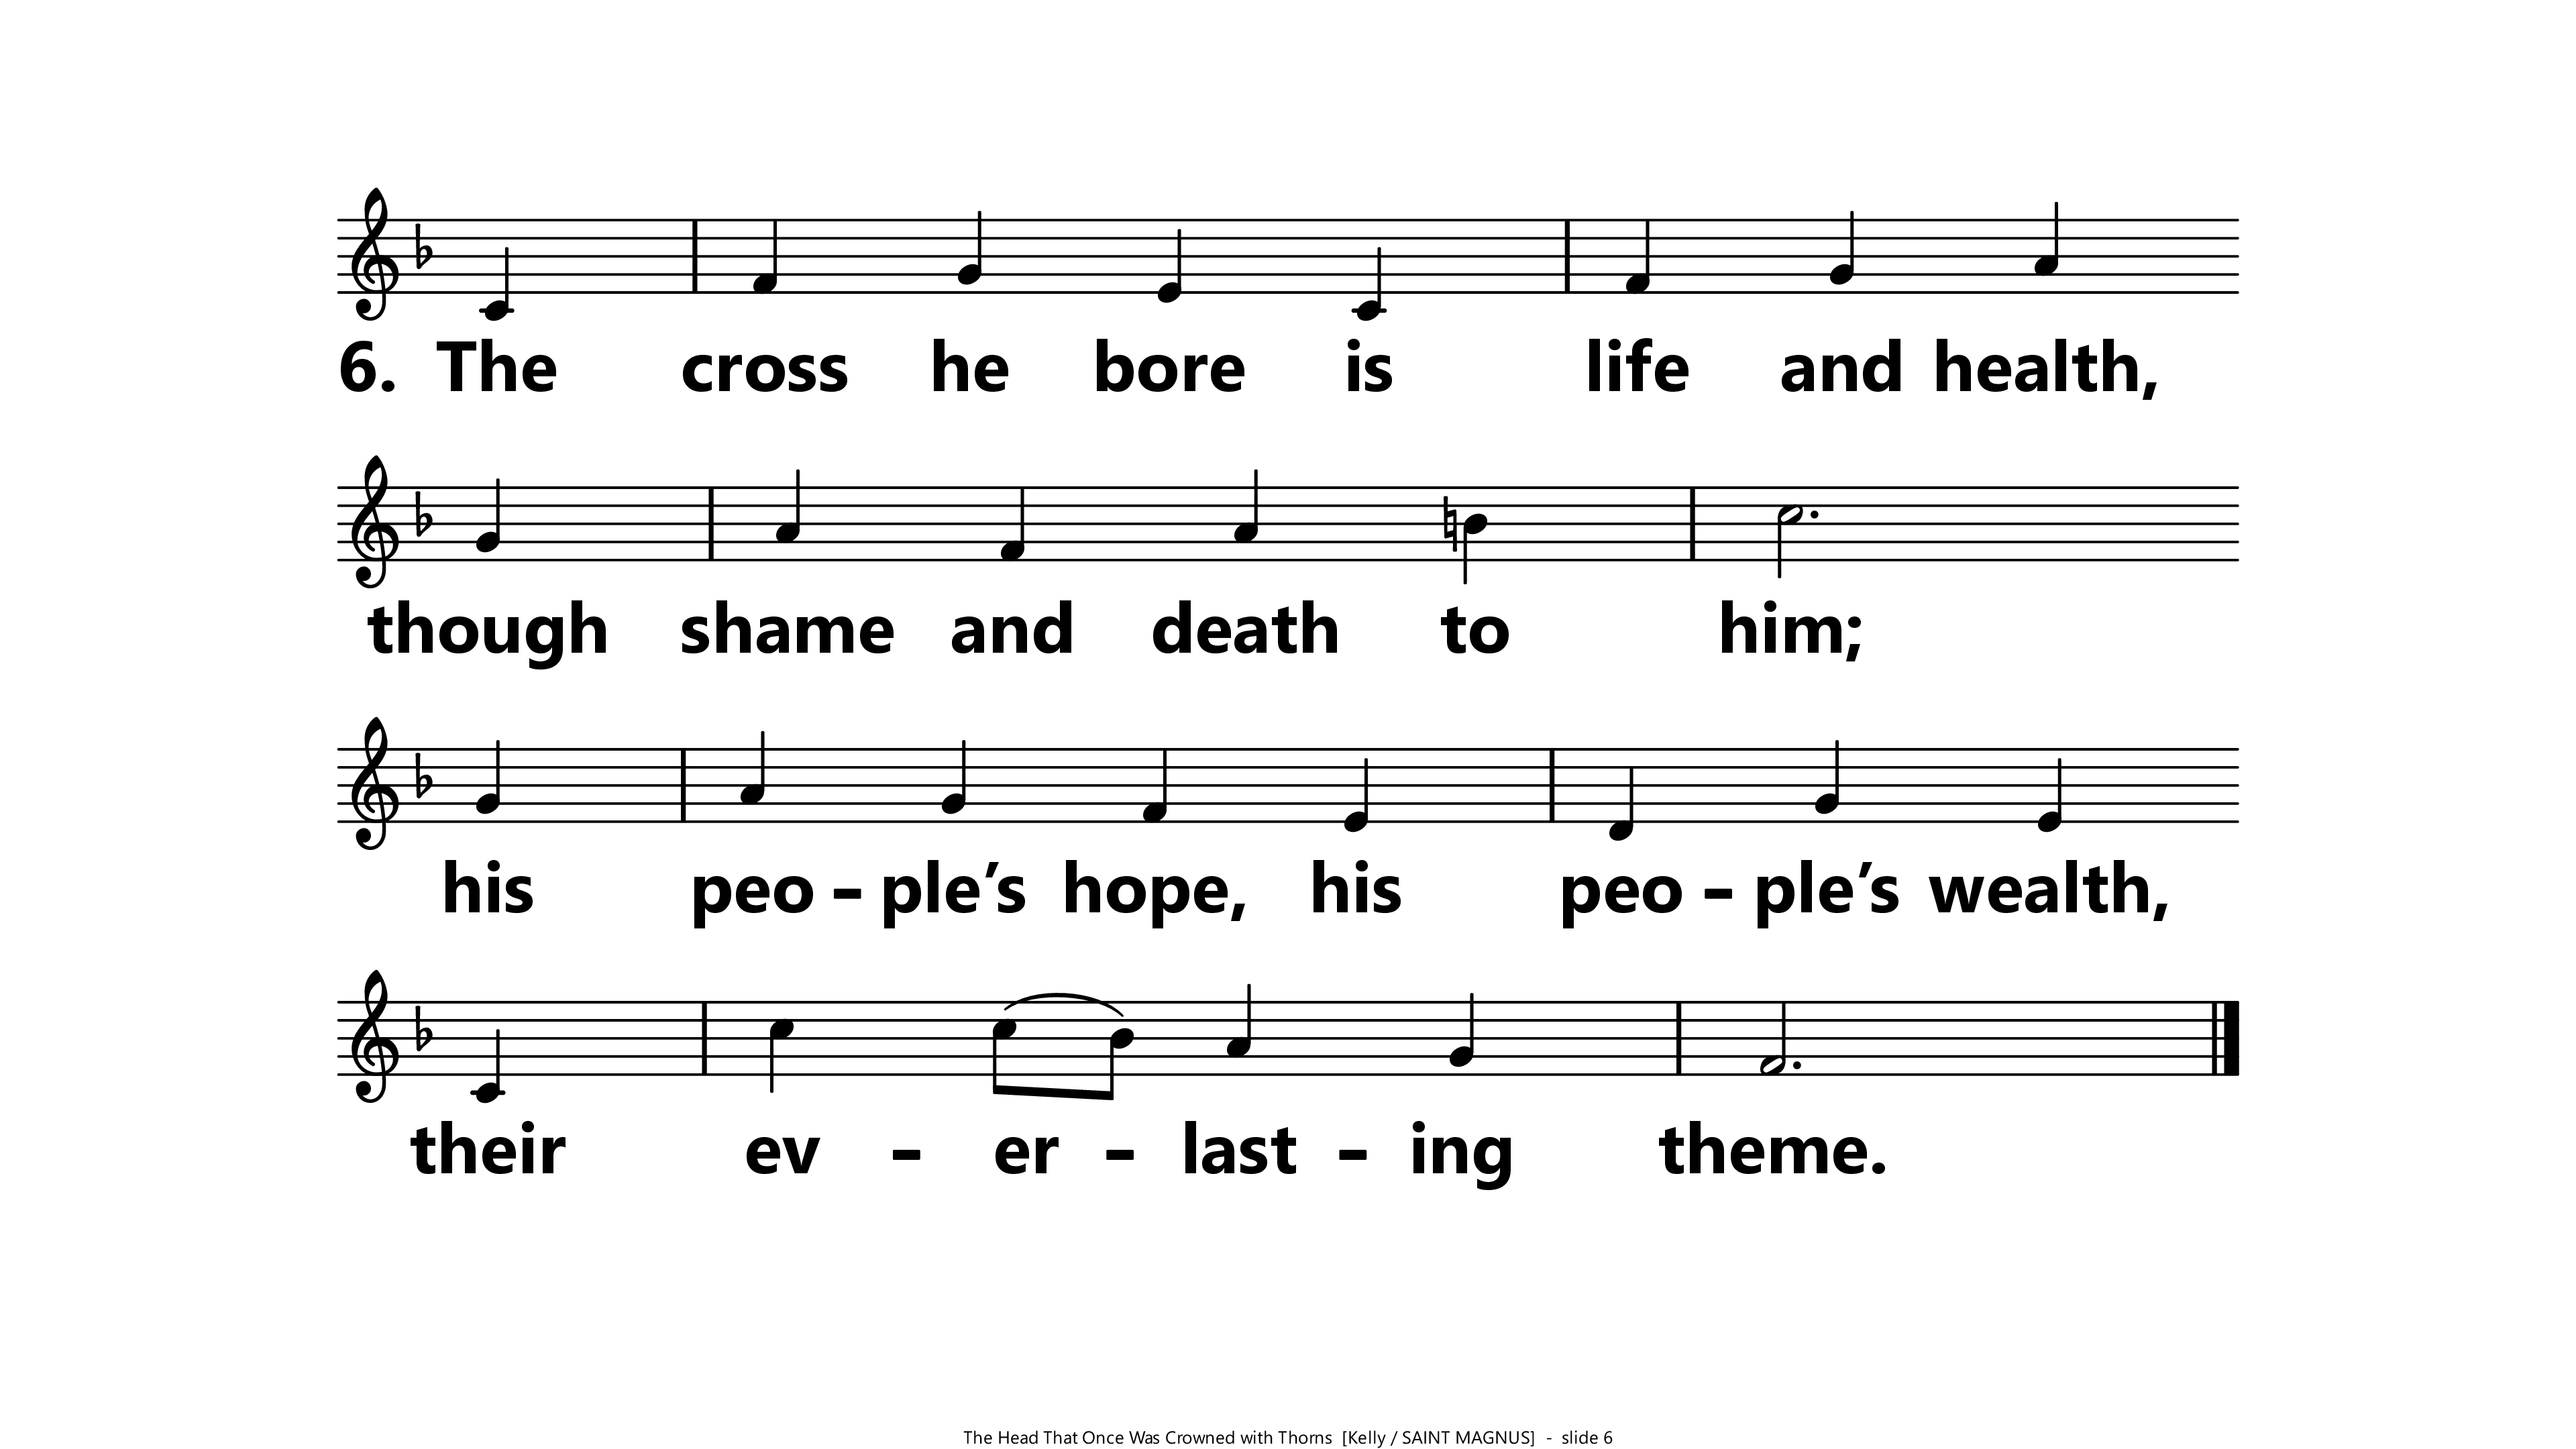 6. The cross he bore is life and health,
though shame and death to him;
his peo - ple’s hope, his peo - ple’s wealth,
their ev - er - last - ing theme.
The Head That Once Was Crowned with Thorns [Kelly / SAINT MAGNUS] - slide 6